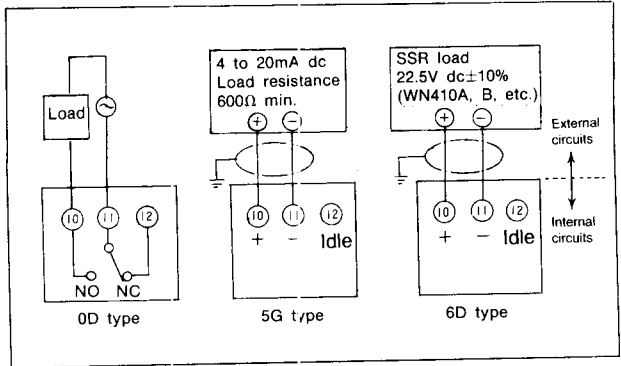 Load
10
11
12
NO
NC
0D type
4 to 20mA dc
Load resistance
600Ω min.
+
−
10
11
12
+
−
Idle
5G type
SSR load
22.5V dc±10%
(WN410A, B, etc.)
+
−
10
11
12
+
−
Idle
6D type
External
circuits
Internal
circuits